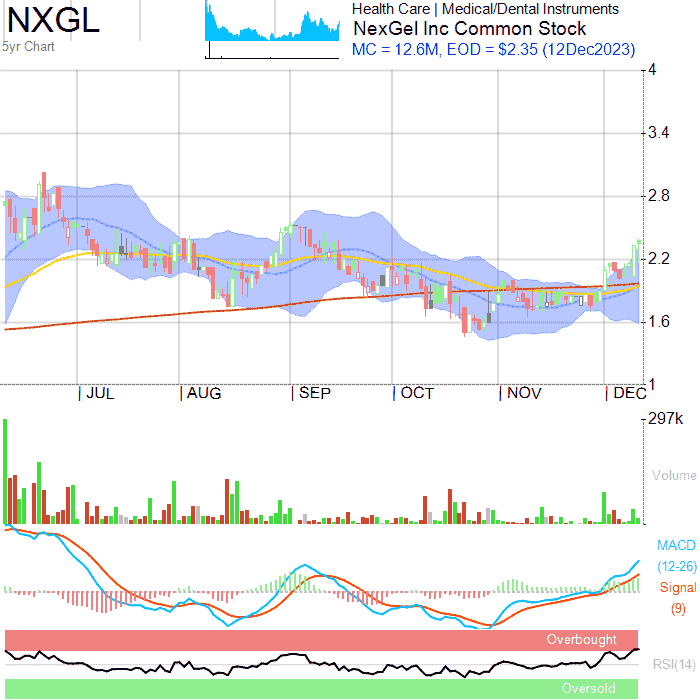 NXGL
5yr Chart
Health Care | Medical/Dental Instruments
NexGel Inc Common Stock
MC = 12.6M, EOD = $2.35 (12Dec2023)
4
3.4
2.8
2.2
1.6
1
| JUL | AUG | SEP | OCT | NOV | DEC
297k
Volume
MACD
(12-26)
Signal
(9)
Overbought
RSI(14)
Oversold